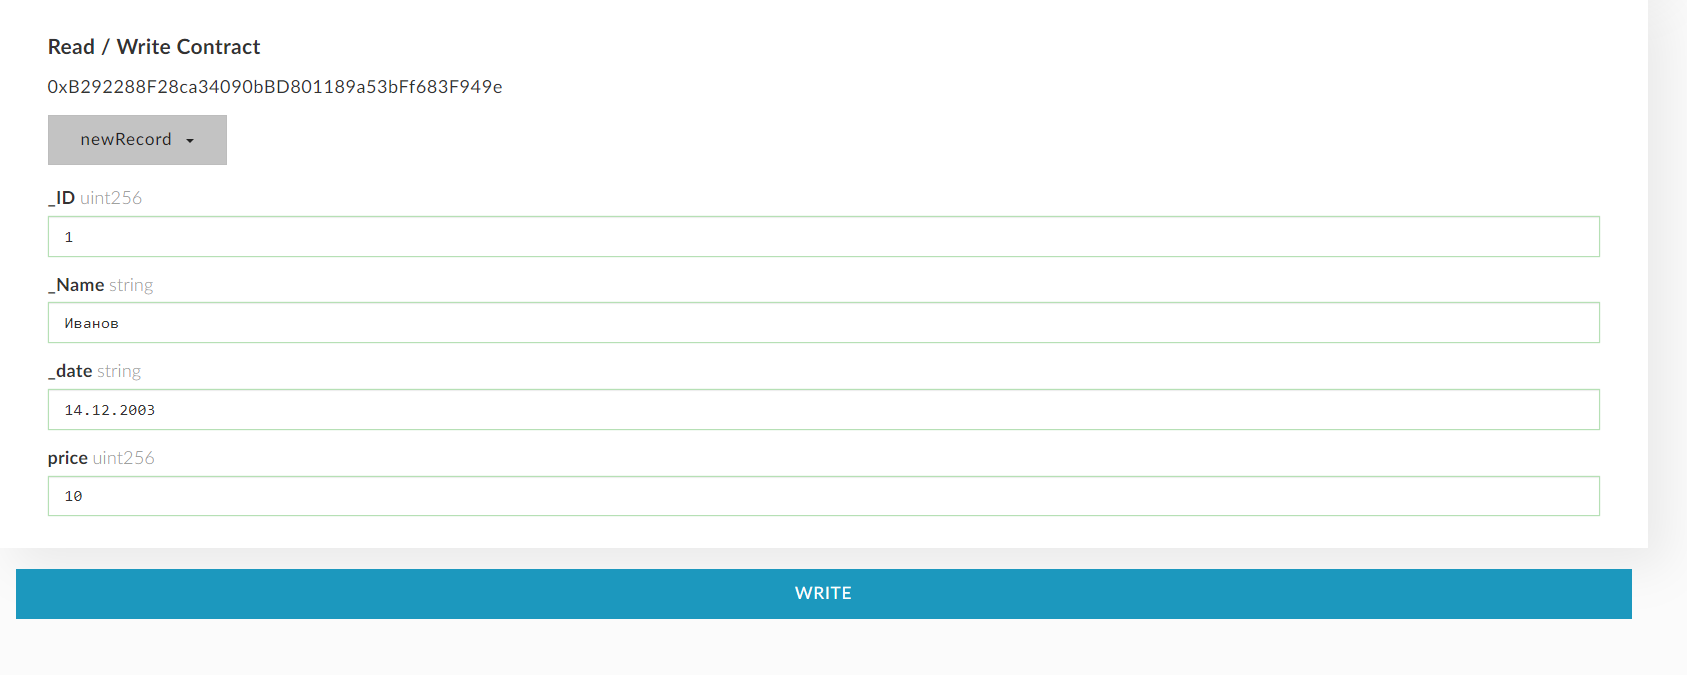 Read / Write Contract
0xB292288F28ca34090bBD801189a53bFf683F949e
newRecord
_ID uint256
1
_Name string
Иванов
_date string
14.12.2003
price uint256
10
WRITE